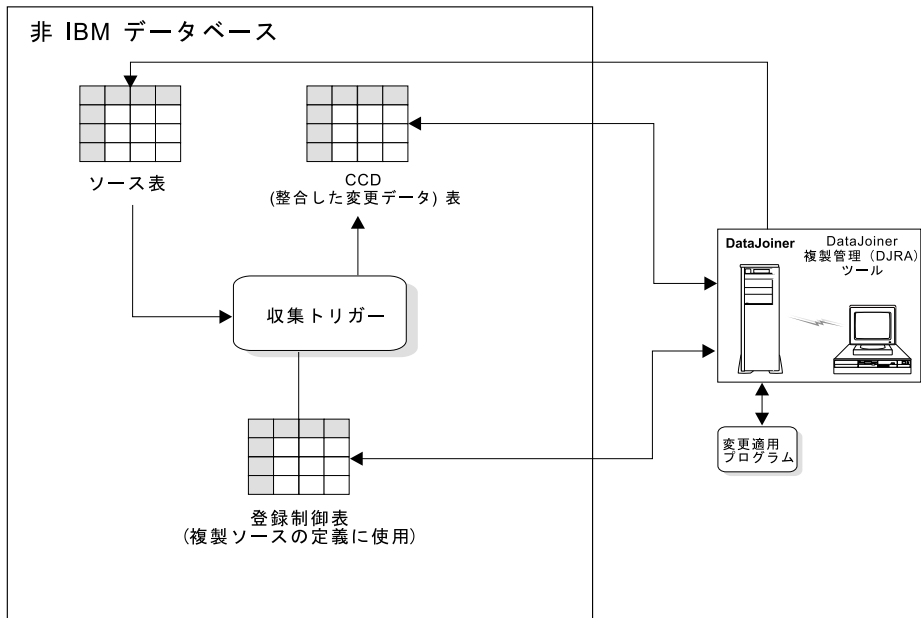 非 IBM データベース
ソース表
CCD
(整合した変更データ) 表
収集トリガー
登録制御表
(複製ソースの定義に使用)
DataJoiner
DataJoiner
複製管理（DJRA）
ツール
変更適用
プログラム